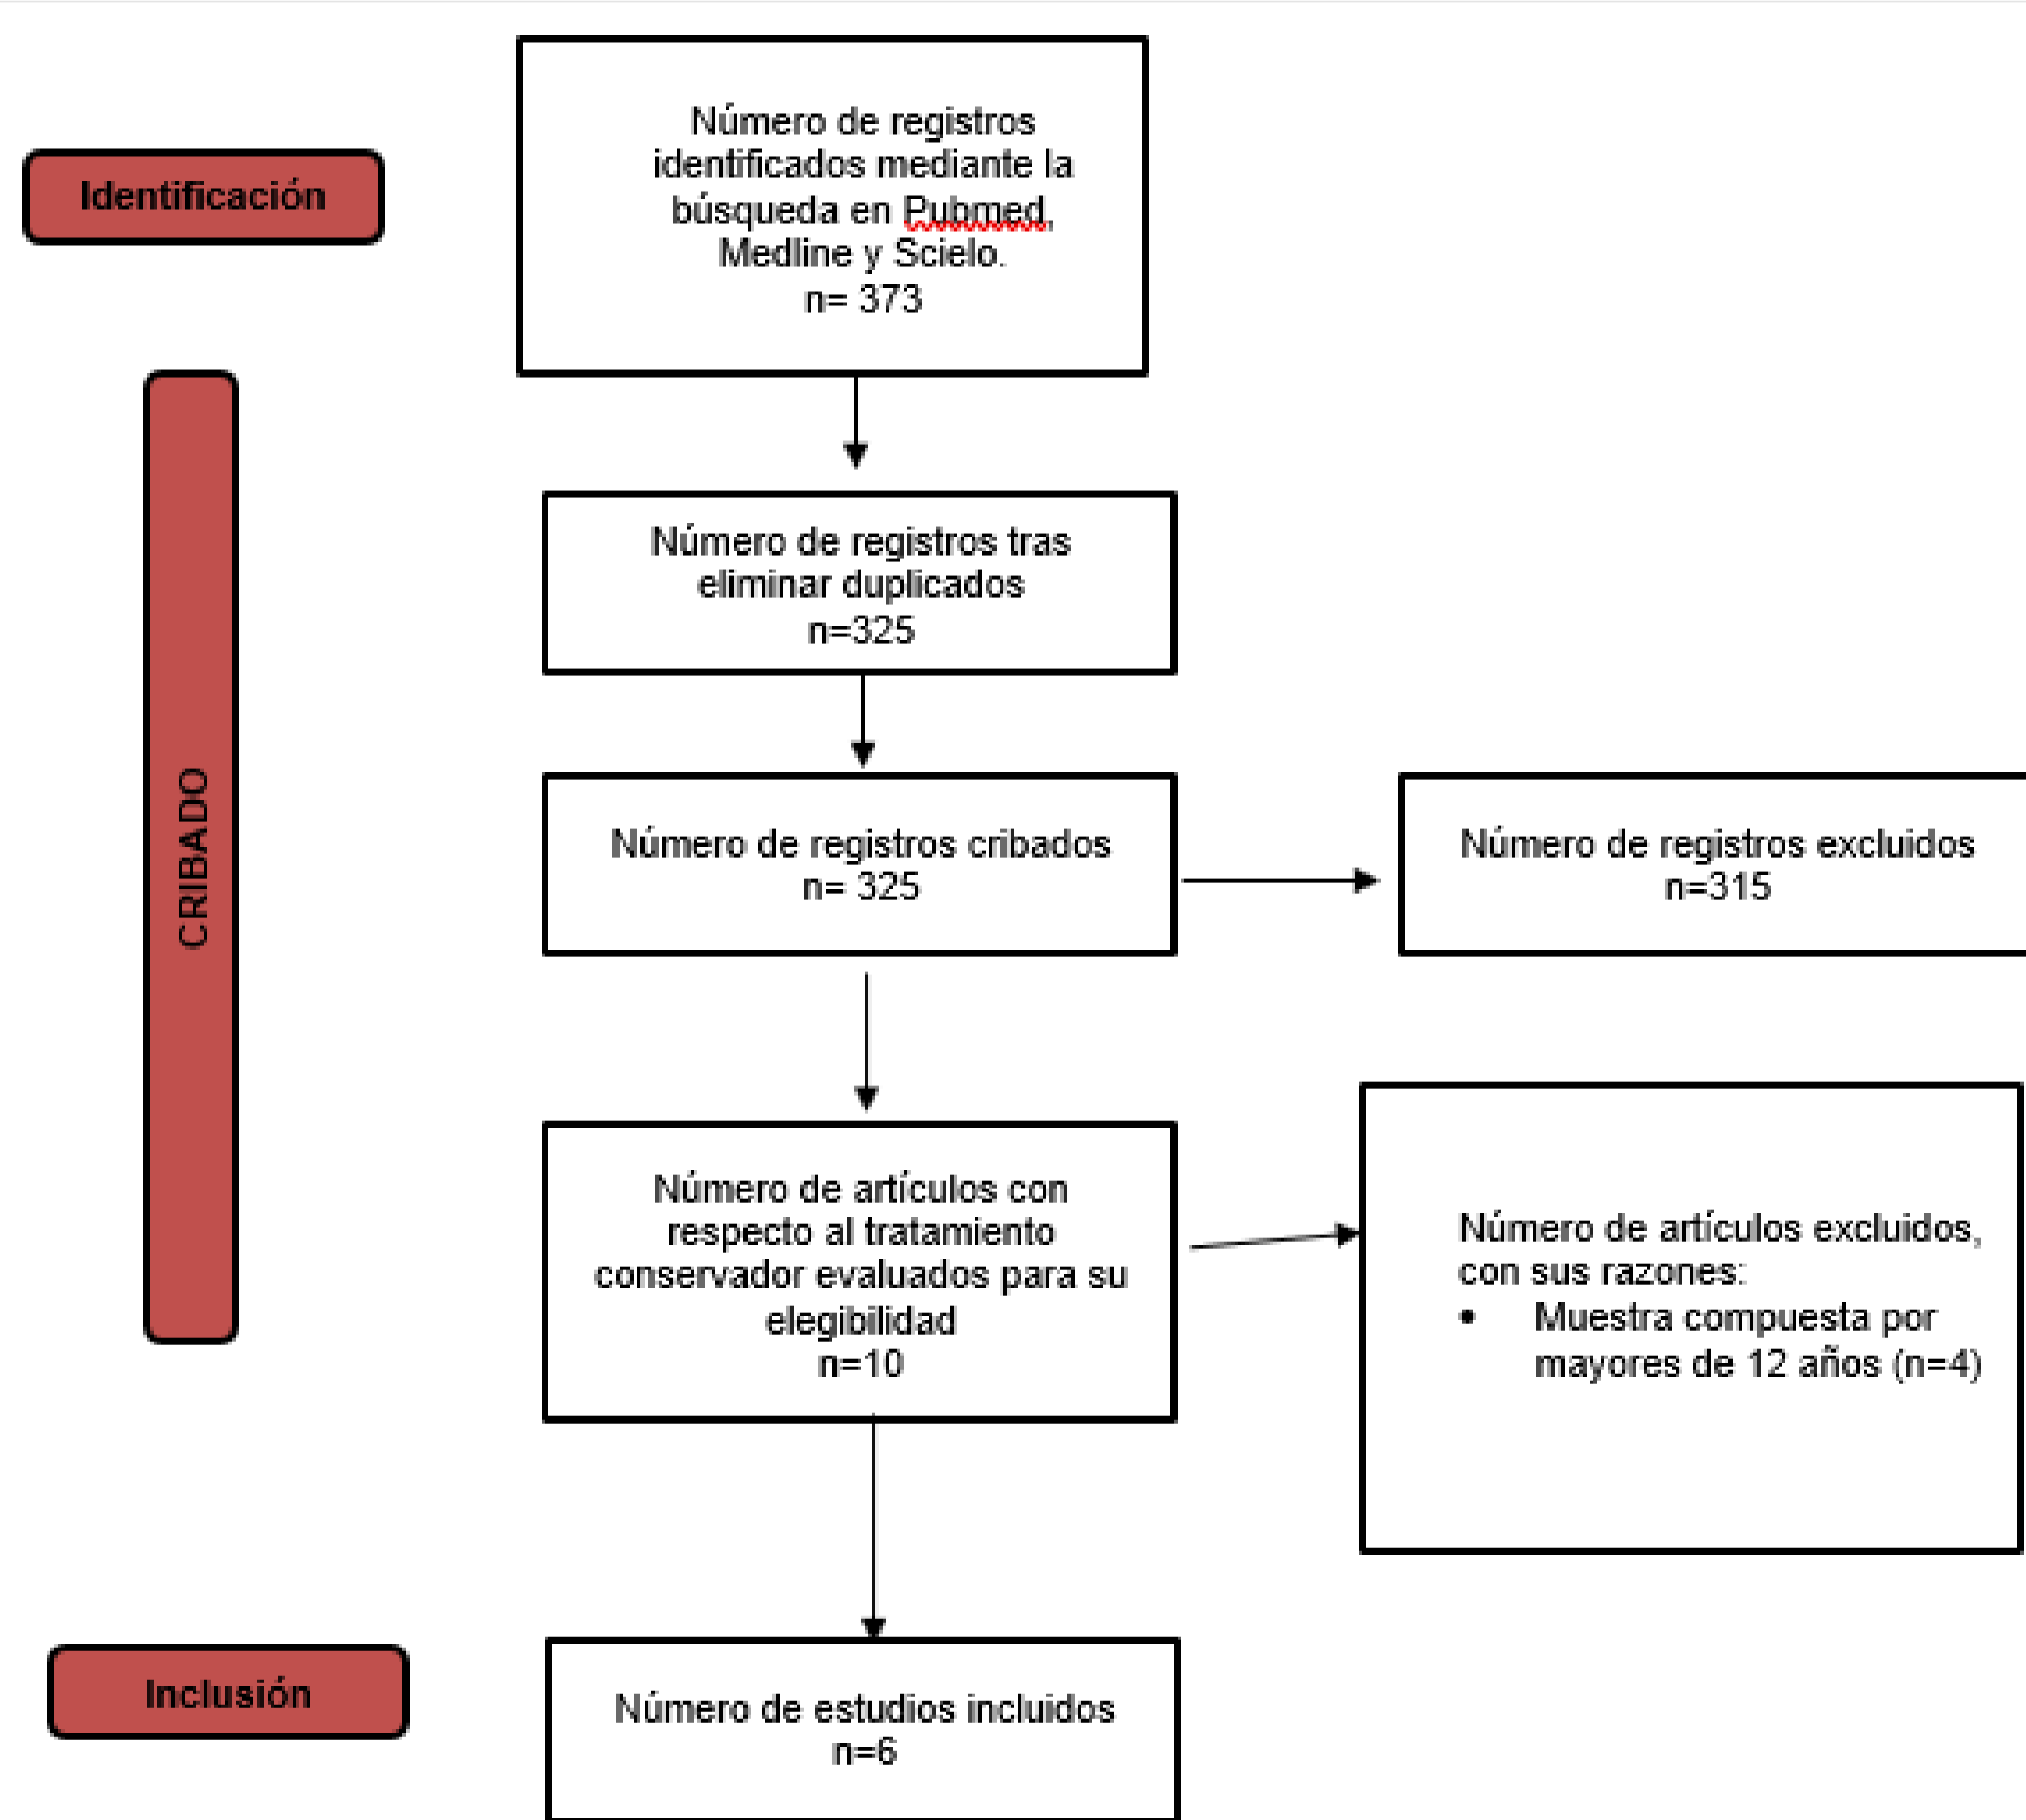 Identificación
Número de registros
identificados mediante la
búsqueda en Pubmed,
Medline y Scielo.
n= 373
CRIBADO
Número de registros tras
eliminar duplicados
n=325
Número de registros cribados
n= 325
Número de registros excluidos
n=315
Número de artículos con
respecto al tratamiento
conservador evaluados para su
elegibilidad
n=10
Número de artículos excluidos,
con sus razones:
• Muestra compuesta por
mayores de 12 años (n=4)
Inclusión
Número de estudios incluidos
n=6